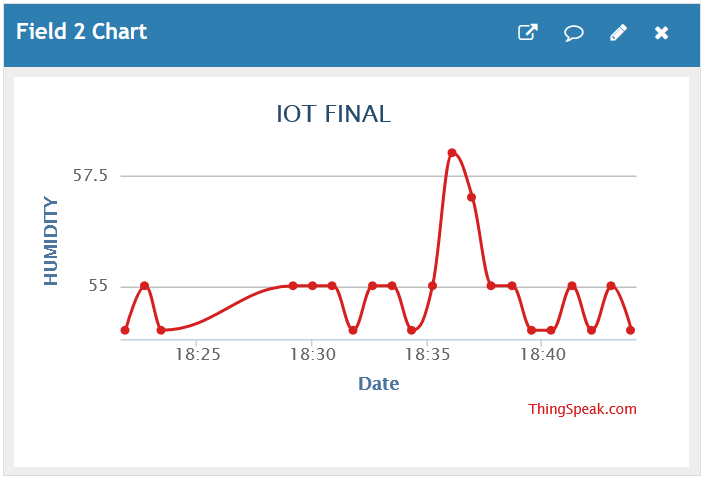 Field 2 Chart
IOT FINAL
57.5
55
HUMIDITY
18:25 18:30 18:35 18:40
Date
ThingSpeak.com